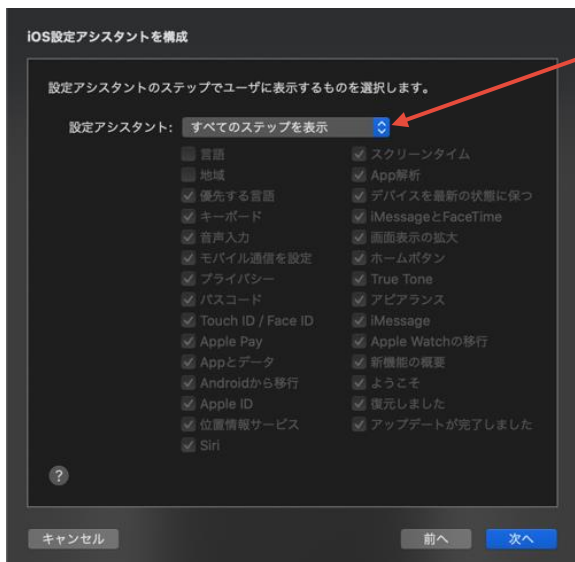 iOS設定アシスタントを構成
設定アシスタントのステップでユーザに表示するものを選択します。
設定アシスタント: すべてのステップを表示
言語
地域
優先する言語
キーボード
音声入力
モバイル通信を設定
プライバシー
パスコード
Touch ID / Face ID
Apple Pay
Appとデータ
Androidから移行
Apple ID
位置情報サービス
Siri
スクリーンタイム
App解析
デバイスを最新の状態に保つ
iMessageとFaceTime
画面表示の拡大
ホームボタン
True Tone
アピアランス
iMessage
Apple Watchの移行
新機能の概要
ようこそ
復元しました
アップデートが完了しました
?
キャンセル 前へ 次へ